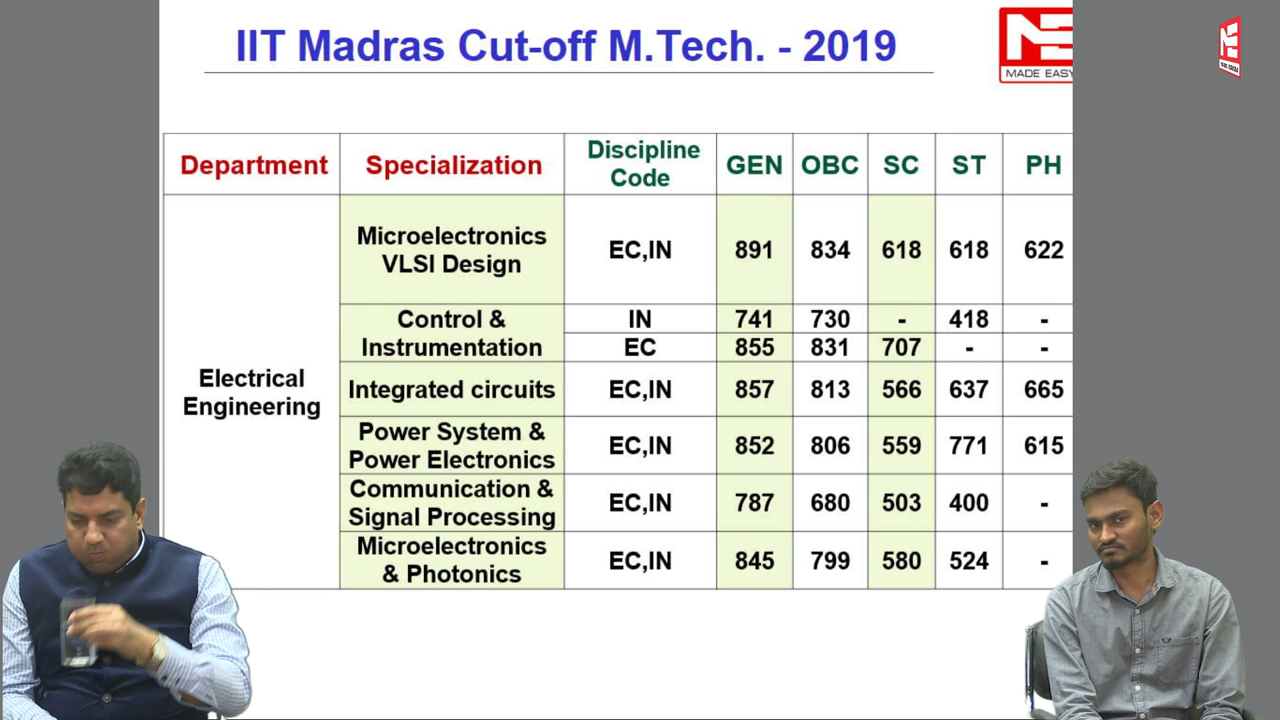 IIT Madras Cut-off M.Tech. - 2019
MADE EASY
Department Specialization Discipline Code GEN OBC SC ST PH
Electrical Engineering
Microelectronics VLSI Design EC,IN 891 834 618 618 622
Control & Instrumentation IN 741 730 - 418 -
EC 855 831 707 - -
Integrated circuits EC,IN 857 813 566 637 665
Power System & Power Electronics EC,IN 852 806 559 771 615
Communication & Signal Processing EC,IN 787 680 503 400 -
Microelectronics & Photonics EC,IN 845 799 580 524 -